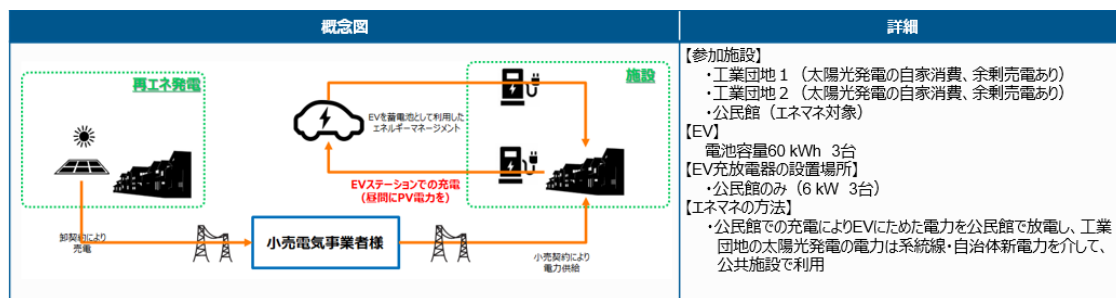 概念図
詳細
再エネ発電
施設
EVを蓄電池として利用した
エネルギーマネージメント
EVステーションでの充電
(昼間にPV電力を)
卸契約により
売電
小売電気事業者様
小売契約により
電力供給
【参加施設】
・工業団地1（太陽光発電の自家消費、余剰売電あり）
・工業団地2（太陽光発電の自家消費、余剰売電あり）
・公民館（エネマネ対象）
【EV】
電池容量60 kWh 3台
【EV充放電器の設置場所】
・公民館のみ（6 kW 3台）
【エネマネの方法】
・公民館での充電によりEVにためた電力を公民館で放電し、工業
団地の太陽光発電の電力は系統線・自治体新電力を介して、
公共施設で利用